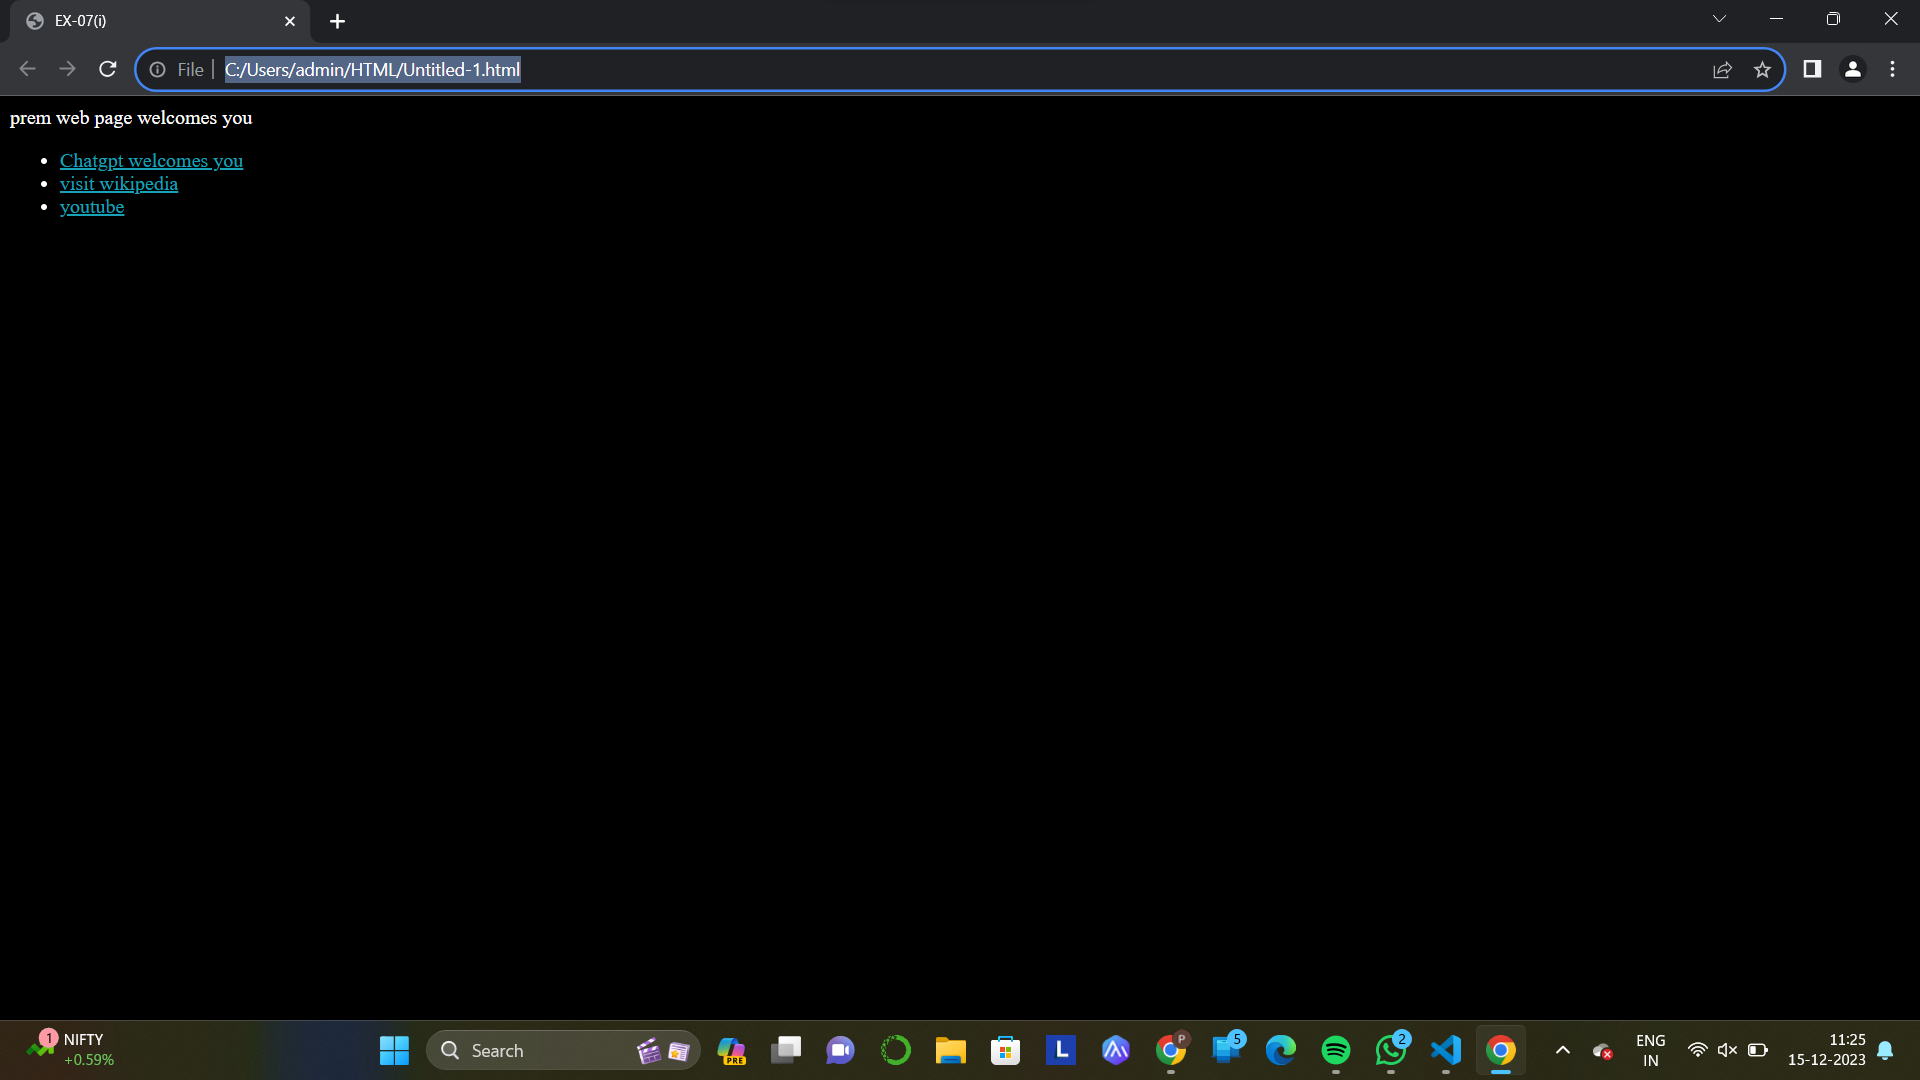 EX-07(i)
File
C:/Users/admin/HTML/Untitled-1.html
prem web page welcomes you
Chatgpt welcomes you
visit wikipedia
youtube
1
NIFTY
+0.59%
Search
PRE
L
P
5
2
ENG
IN
11:25
15-12-2023